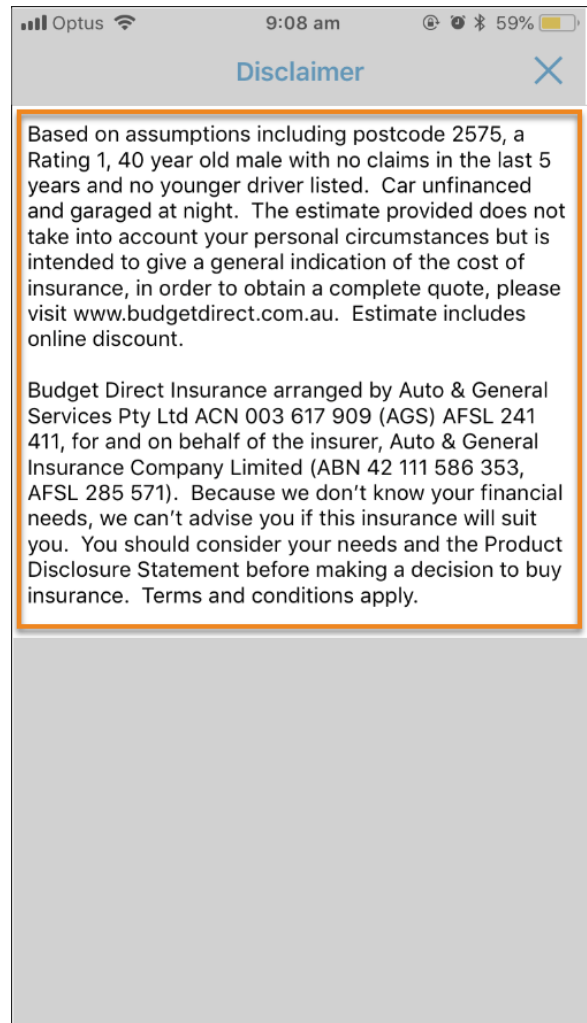 Optus 9:08 am 59%
Disclaimer
Based on assumptions including postcode 2575, a
Rating 1, 40 year old male with no claims in the last 5
years and no younger driver listed.  Car unfinanced
and garaged at night.  The estimate provided does not
take into account your personal circumstances but is
intended to give a general indication of the cost of
insurance, in order to obtain a complete quote, please
visit www.budgetdirect.com.au.  Estimate includes
online discount.
Budget Direct Insurance arranged by Auto & General
Services Pty Ltd ACN 003 617 909 (AGS) AFSL 241
411, for and on behalf of the insurer, Auto & General
Insurance Company Limited (ABN 42 111 586 353,
AFSL 285 571).  Because we don’t know your financial
needs, we can’t advise you if this insurance will suit
you.  You should consider your needs and the Product
Disclosure Statement before making a decision to buy
insurance.  Terms and conditions apply.